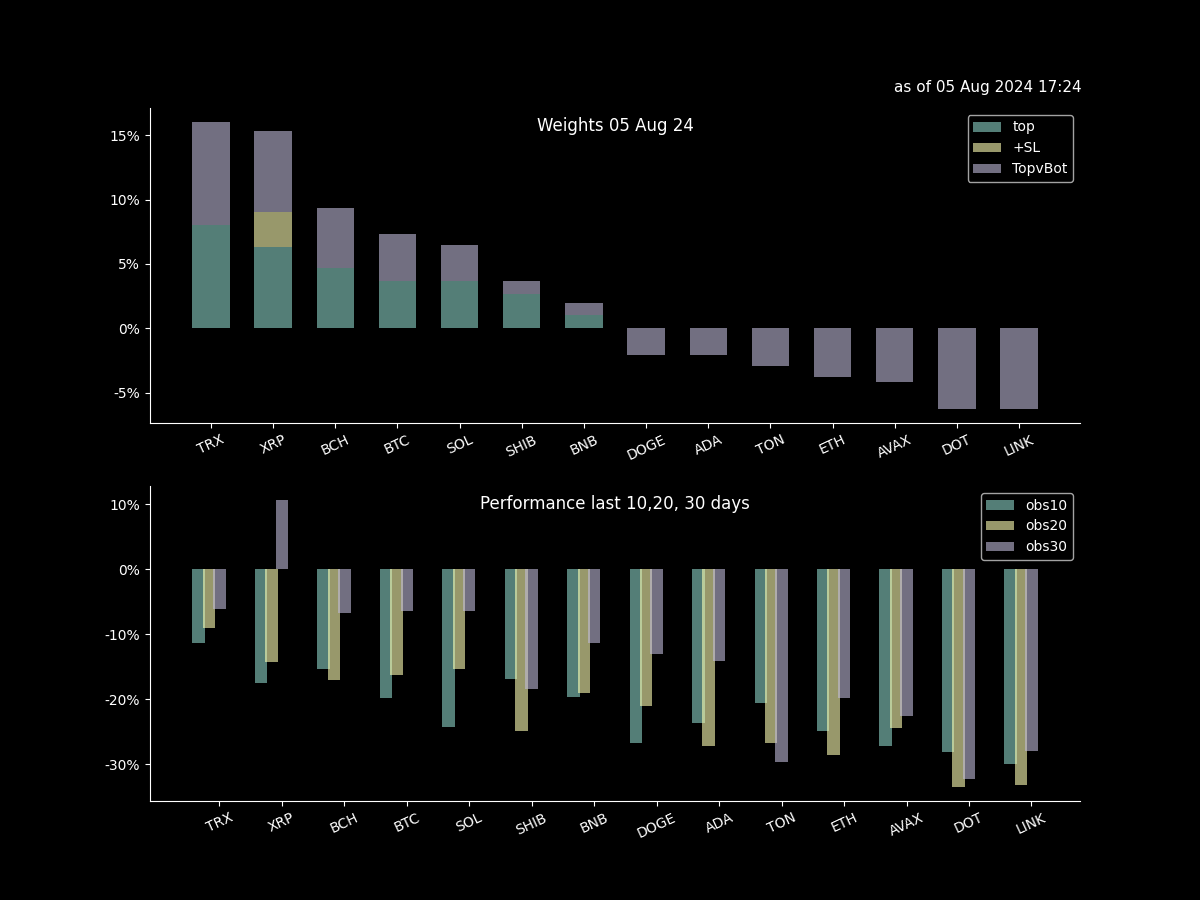 as of 05 Aug 2024 17:24
Weights 05 Aug 24
top
+SL
TopvBot
15%
10%
5%
0%
-5%
TRX XRP BCH BTC SOL SHIB BNB DOGE ADA TON ETH AVAX DOT LINK
Performance last 10,20, 30 days
obs10
obs20
obs30
10%
0%
-10%
-20%
-30%
TRX XRP BCH BTC SOL SHIB BNB DOGE ADA TON ETH AVAX DOT LINK